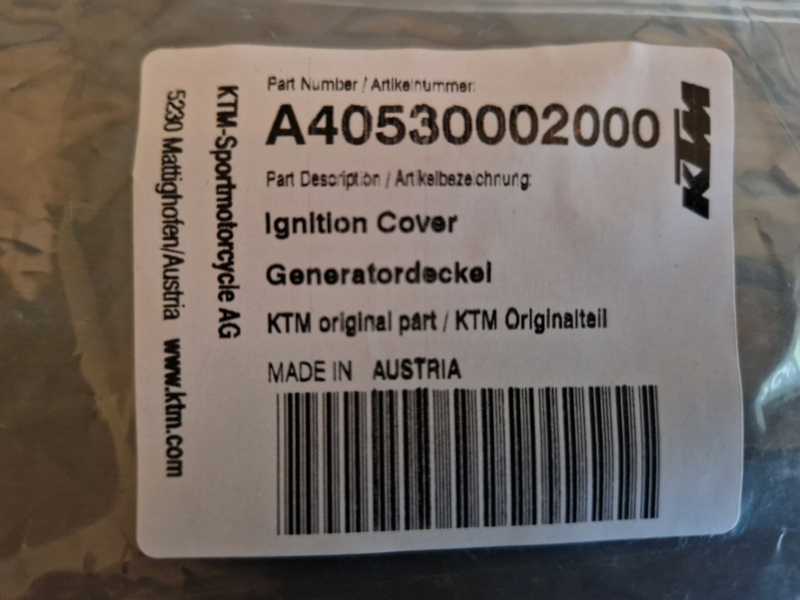 Part Number / Artikelnummer:
A40530002000
Part Description / Artikelbezeichnung:
Ignition Cover
Generatordeckel
KTM original part / KTM Originalteil
MADE IN AUSTRIA
KTM
KTM-Sportmotorcycle AG
5230 Mattighofen/Austria www.ktm.com